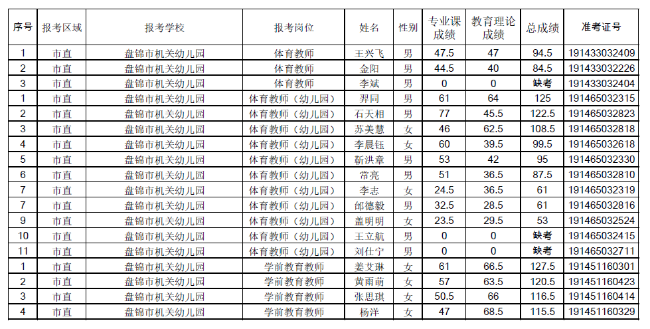 序号 报考区域 报考学校 报考岗位 姓名 性别 专业课成绩 教育理论成绩 总成绩 准考证号
1 市直 盘锦市机关幼儿园 体育教师 王兴飞 男 47.5 47 94.5 191433032409
2 市直 盘锦市机关幼儿园 体育教师 金阳 男 44.5 40 84.5 191433032226
3 市直 盘锦市机关幼儿园 体育教师 李斌 男 0 0 缺考 191433032404
1 市直 盘锦市机关幼儿园 体育教师（幼儿园） 羿同 男 61 64 125 191465032315
2 市直 盘锦市机关幼儿园 体育教师（幼儿园） 石天相 男 77 45.5 122.5 191465032823
3 市直 盘锦市机关幼儿园 体育教师（幼儿园） 苏美慧 女 46 62.5 108.5 191465032818
4 市直 盘锦市机关幼儿园 体育教师（幼儿园） 李晨钰 女 60 39.5 99.5 191465032618
5 市直 盘锦市机关幼儿园 体育教师（幼儿园） 靳洪章 男 53 42 95 191465032330
6 市直 盘锦市机关幼儿园 体育教师（幼儿园） 常亮 男 51 36.5 87.5 191465032810
7 市直 盘锦市机关幼儿园 体育教师（幼儿园） 李志 女 24.5 36.5 61 191465032319
7 市直 盘锦市机关幼儿园 体育教师（幼儿园） 邰德毅 男 32.5 28.5 61 191465032816
9 市直 盘锦市机关幼儿园 体育教师（幼儿园） 盖明明 女 23.5 29.5 53 191465032524
10 市直 盘锦市机关幼儿园 体育教师（幼儿园） 王立航 男 0 0 缺考 191465032415
11 市直 盘锦市机关幼儿园 体育教师（幼儿园） 刘仕宁 男 0 0 缺考 191465032711
1 市直 盘锦市机关幼儿园 学前教育教师 姜艾琳 女 61 66.5 127.5 191451160301
2 市直 盘锦市机关幼儿园 学前教育教师 黄雨萌 女 57 63.5 120.5 191451160423
3 市直 盘锦市机关幼儿园 学前教育教师 张思琪 女 50.5 66 116.5 191451160414
4 市直 盘锦市机关幼儿园 学前教育教师 杨洋 女 47 68.5 115.5 191451160329